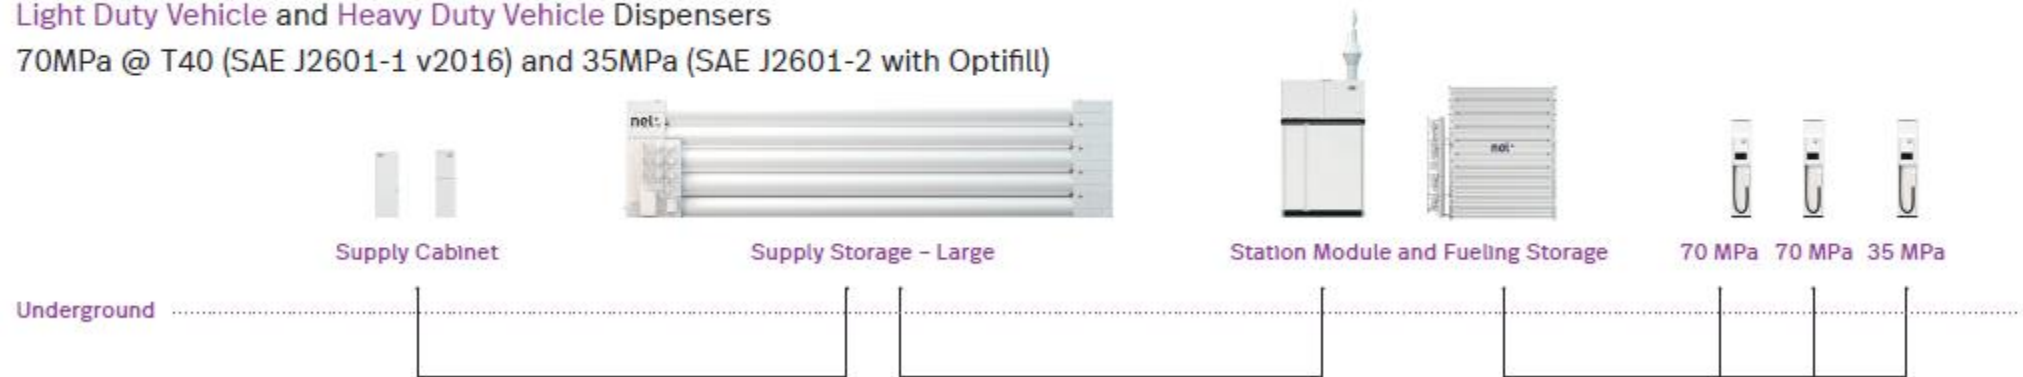 Light Duty Vehicle and Heavy Duty Vehicle Dispensers
70MPa @ T40 (SAE J2601-1 v2016) and 35MPa (SAE J2601-2 with Optifill)
nel:
nel:
Supply Cabinet
Supply Storage – Large
Station Module and Fueling Storage
70 MPa
70 MPa
35 MPa
Underground